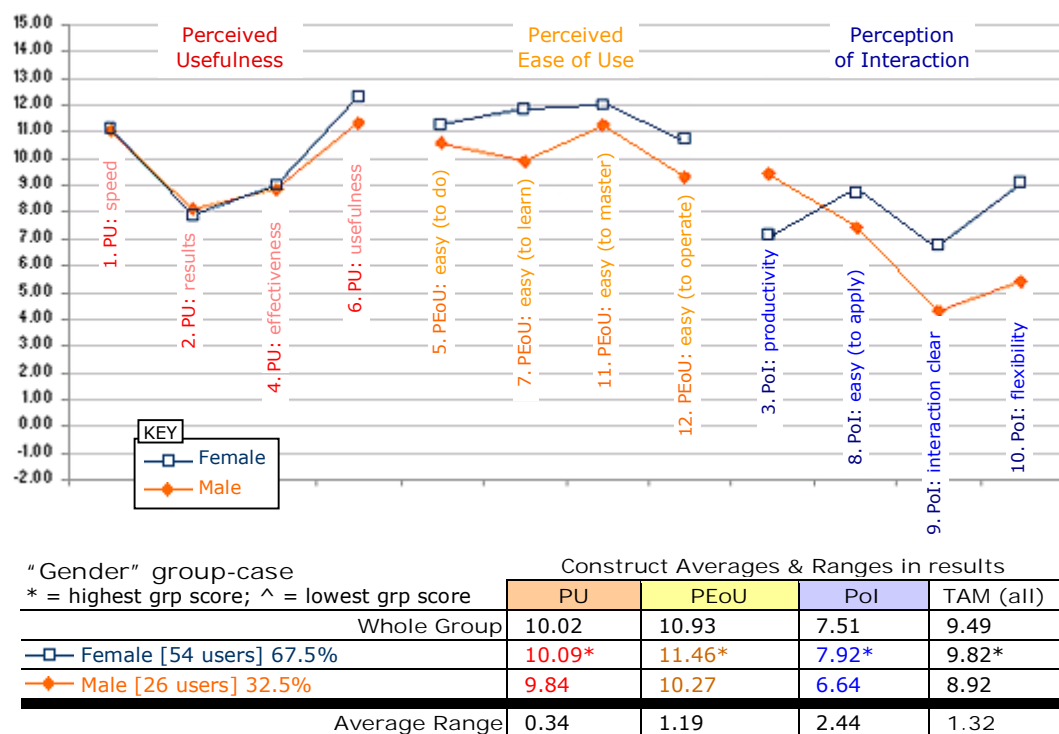 Perceived
Usefulness
Perceived
Ease of Use
Perception
of Interaction
15.00
14.00
13.00
12.00
11.00
10.00
9.00
8.00
7.00
6.00
5.00
4.00
3.00
2.00
1.00
0.00
-1.00
-2.00
1. PU: speed
2. PU: results
4. PU: effectiveness
6. PU: usefulness
5. PEoU: easy (to do)
7. PEoU: easy (to learn)
11. PEoU: easy (to master)
12. PEoU: easy (to operate)
3. PoI: productivity
8. PoI: easy (to apply)
9. PoI: interaction clear
10. PoI: flexibility
KEY
Female
Male
"Gender" group-case
* = highest grp score; ^ = lowest grp score
Construct Averages & Ranges in results
PU PEoU PoI TAM (all)
Whole Group 10.02 10.93 7.51 9.49
Female [54 users] 67.5% 10.09* 11.46* 7.92* 9.82*
Male [26 users] 32.5% 9.84 10.27 6.64 8.92
Average Range 0.34 1.19 2.44 1.32